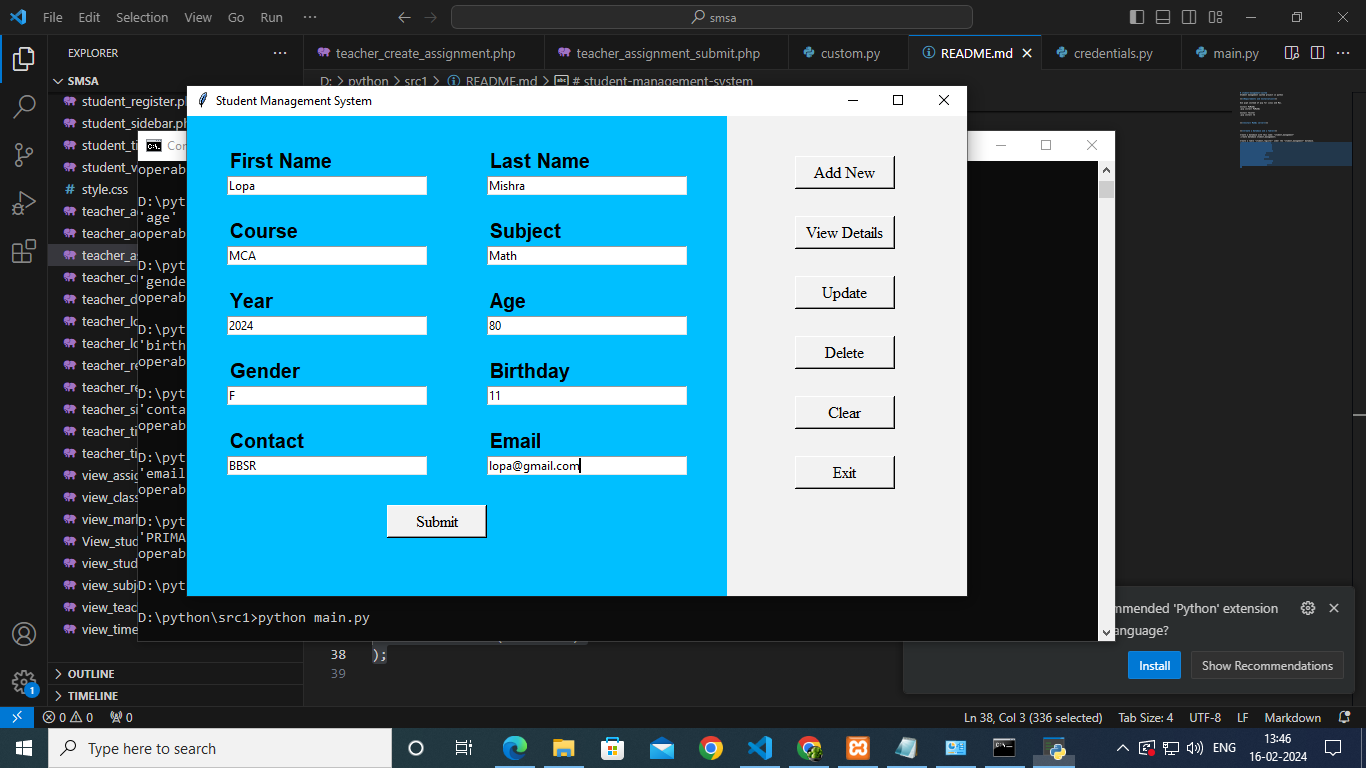 File Edit Selection View Go Run ···
smsa
EXPLORER
SMSA
student_register.p
student_sidebar.ph
student_ti
student_v
style.css
teacher_a
teacher_a
teacher_a
teacher_c
teacher_d
teacher_lo
teacher_lo
teacher_re
teacher_re
teacher_si
teacher_ti
teacher_ti
view_assig
view_class
view_mark
View_stud
view_stud
view_subj
view_teac
view_time
OUTLINE
TIMELINE
teacher_create_assignment.php
teacher_assignment_submit.php
custom.py
README.md
credentials.py
main.py
D: > python > src1 > README.md > # student-management-system
Student Management System
First Name
Last Name
Lopa
Mishra
Course
Subject
MCA
Math
Year
Age
2024
80
Gender
Birthday
F
11
Contact
Email
BBSR
lopa@gmail.com
Submit
Add New
View Details
Update
Delete
Clear
Exit
Co
operab
D:\pyt
'age'
operab
D:\pyt
'gende
operab
D:\pyt
'birth
operab
D:\pyt
'conta
operab
D:\pyt
'email
operab
D:\pyt
'PRIMA
operab
D:\pyt
D:\python\src1>python main.py
38 );
39
mmended 'Python' extension
anguage?
Install
Show Recommendations
0 0 0
Ln 38, Col 3 (336 selected) Tab Size: 4 UTF-8 LF Markdown
1
Type here to search
ENG
13:46
16-02-2024